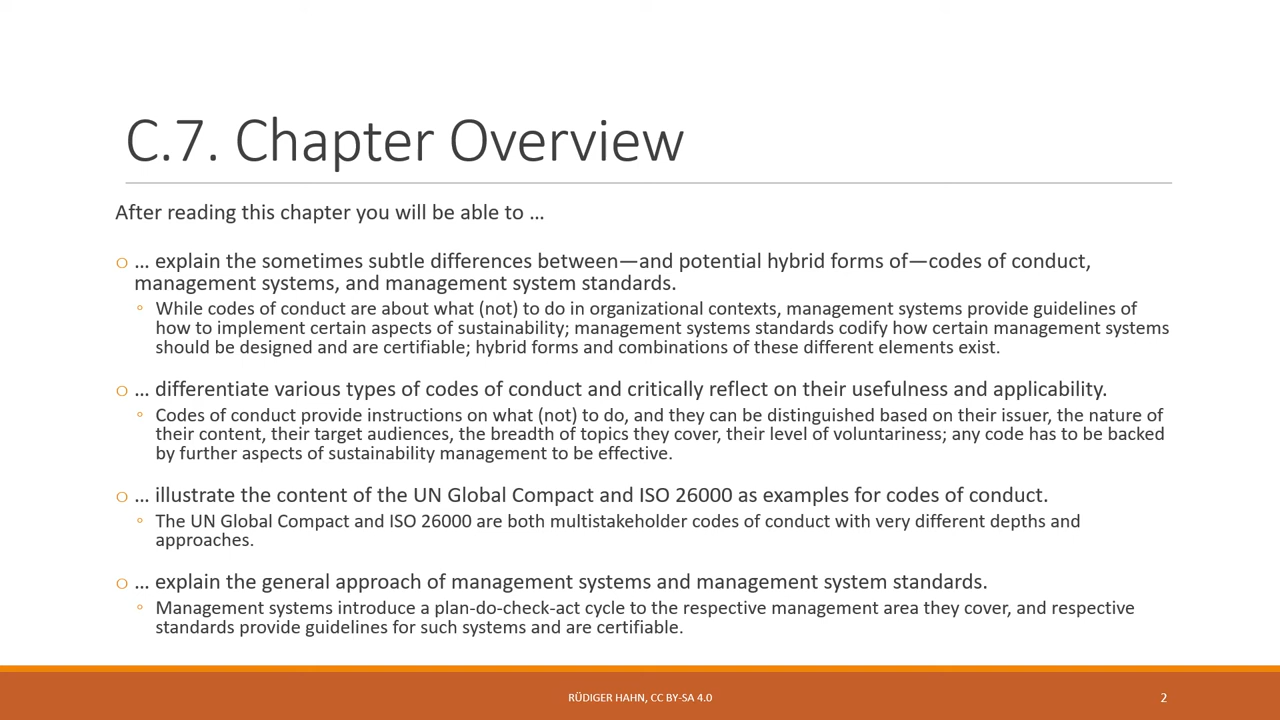 C.7. Chapter Overview
After reading this chapter you will be able to …
o … explain the sometimes subtle differences between—and potential hybrid forms of—codes of conduct,
management systems, and management system standards.
◦ While codes of conduct are about what (not) to do in organizational contexts, management systems provide guidelines of
how to implement certain aspects of sustainability; management systems standards codify how certain management systems
should be designed and are certifiable; hybrid forms and combinations of these different elements exist.
o … differentiate various types of codes of conduct and critically reflect on their usefulness and applicability.
◦ Codes of conduct provide instructions on what (not) to do, and they can be distinguished based on their issuer, the nature of
their content, their target audiences, the breadth of topics they cover, their level of voluntariness; any code has to be backed
by further aspects of sustainability management to be effective.
o … illustrate the content of the UN Global Compact and ISO 26000 as examples for codes of conduct.
◦ The UN Global Compact and ISO 26000 are both multistakeholder codes of conduct with very different depths and
approaches.
o … explain the general approach of management systems and management system standards.
◦ Management systems introduce a plan-do-check-act cycle to the respective management area they cover, and respective
standards provide guidelines for such systems and are certifiable.
RÜDIGER HAHN, CC BY-SA 4.0
2